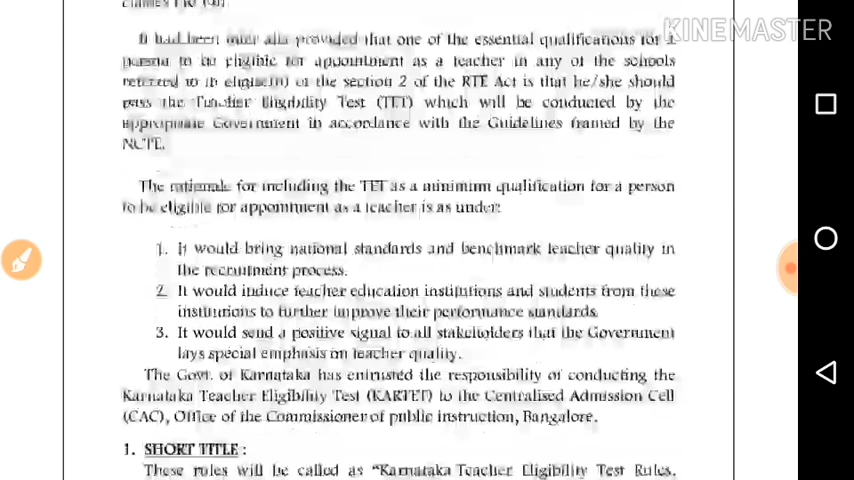 KINEMASTER
It had been inter alia provided that one of the essential qualifications for a
person to be eligible for appointment as a teacher in any of the schools
referred to in of the section 2 of the RTE Act is that he/she should
pass the Teacher Eligibility Test (TET) which will be conducted by the
appropriate Government in accordance with the Guidelines framed by the
NCTE.
The rationale for including the TET as a minimum qualification for a person
to be eligible for appointment as a teacher is as under:
1. It would bring national standards and benchmark teacher quality in
the recruitment process.
2. It would induce teacher education institutions and students from these
institutions to further improve their performance standards
3. It would send a positive signal to all stakeholders that the Government
lays special emphasis on teacher quality.
The Govt. of Karnataka has entrusted the responsibility of conducting the
Karnataka Teacher Eligibility Test (KARTET) to the Centralised Admission Cell
(CAC), Office of the Commissioner of public instruction, Bangalore.
1. SHORT TITLE :
These rules will be called as "Karnataka Teacher Eligibility Test Rules,